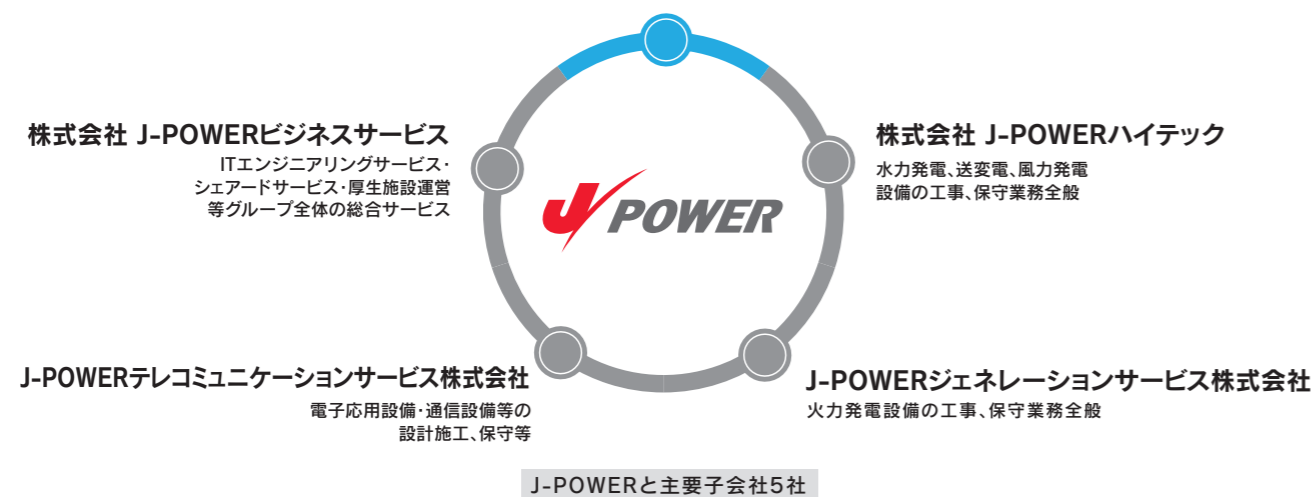 株式会社 J-POWERビジネスサービス
ITエンジニアリングサービス・
シェアードサービス・厚生施設運営
等グループ全体の総合サービス
株式会社 J-POWERハイテック
水力発電、送変電、風力発電
設備の工事、保守業務全般
J POWER
J-POWERテレコミュニケーションサービス株式会社
電子応用設備・通信設備等の
設計施工、保守等
J-POWERジェネレーションサービス株式会社
火力発電設備の工事、保守業務全般
J-POWERと主要子会社5社